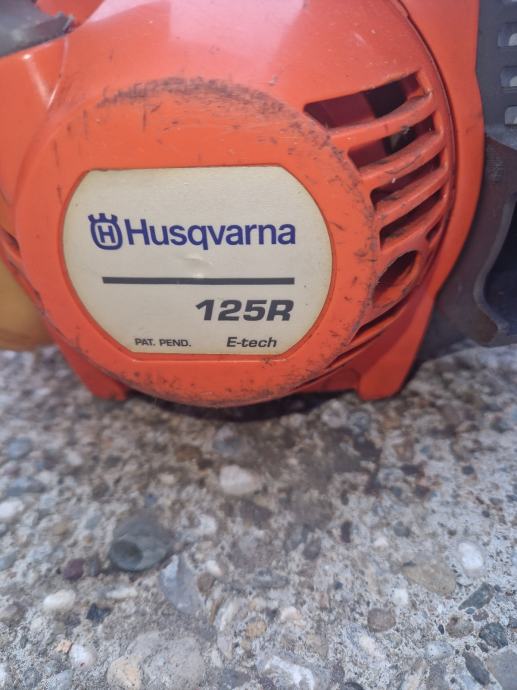 Husqvarna
125R
PAT. PEND. E-tech